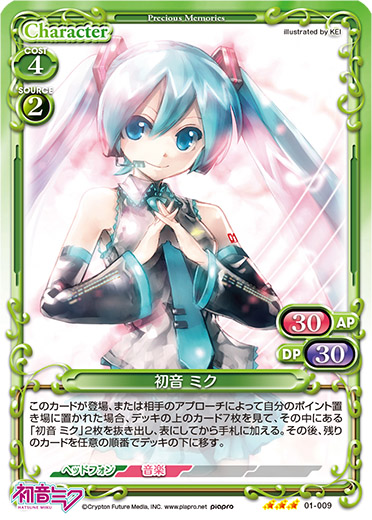 Precious Memories
Character
illustrated by KEI
COST
4
SOURCE
2
01
30 AP
DP 30
初音 ミク
このカードが登場、または相手のアプローチによって自分のポイント置
き場に置かれた場合、デッキの上のカード7枚を見て、その中にある
「初音 ミク」2枚を抜き出し、表にしてから手札に加える。その後、残り
のカードを任意の順番でデッキの下に移す。
ヘッドフォン 音楽
初音ミク
HATSUNE MIKU
©Crypton Future Media, INC. www.piapro.net piapro
01-009